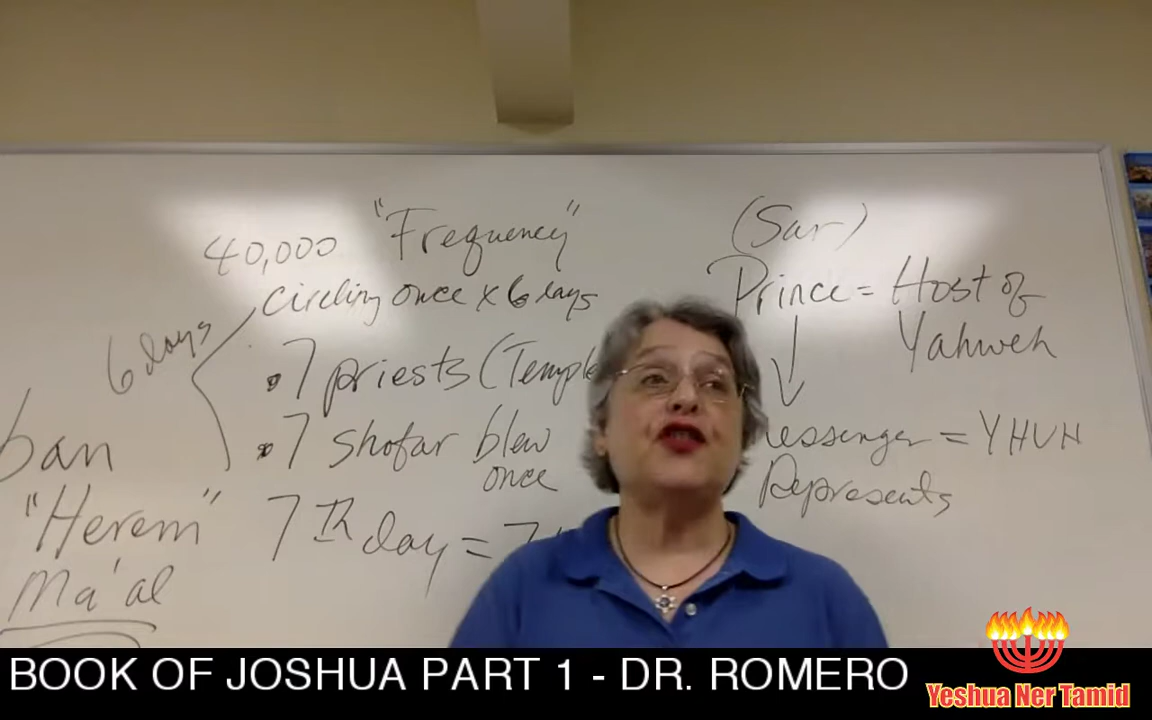 40,000 "Frequency"
circling once x 6 days
6 days
7 priests (Temple
7 shofar blew
once
7th day = 7
ban
"Herem"
Ma'al
(Sar)
Prince = Host of
Yahweh
essenger = YHVH
Represents
BOOK OF JOSHUA PART 1 - DR. ROMERO
Yeshua Ner Tamid